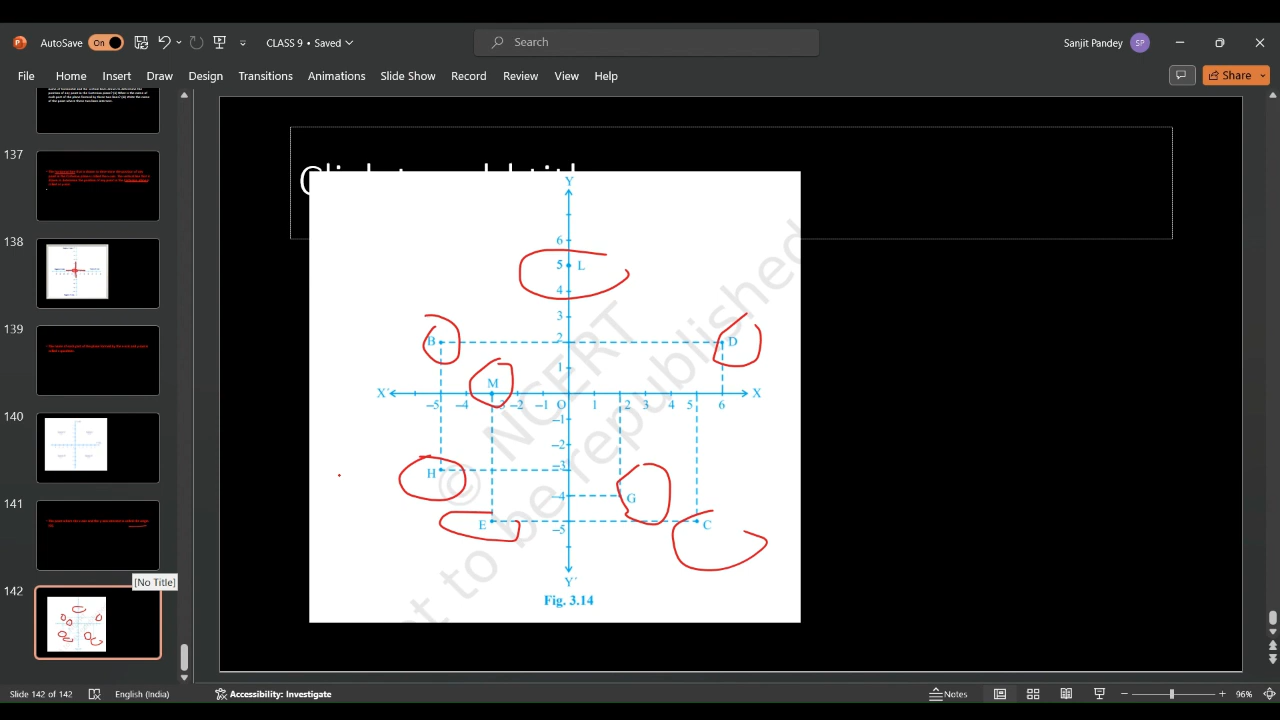 AutoSave On CLASS 9 • Saved Search Sanjit Pandey SP
File Home Insert Draw Design Transitions Animations Slide Show Record Review View Help Share
137
138
139
140
141
142
[No Title]
Y
6
5 L
4
3
B 2 D
1
M
X′ -5 -4 -3 -2 -1 O 1 2 3 4 5 6 X
-1
-2
H -3
-4 G
E -5 C
Y′
Fig. 3.14
© NCERT
not to be republished
Slide 142 of 142 English (India) Accessibility: Investigate Notes 96%